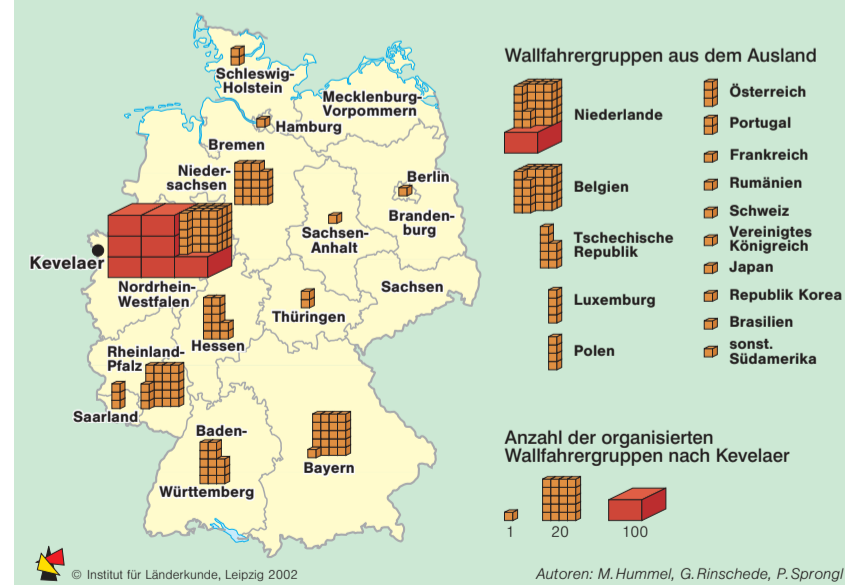 Schleswig-
Holstein
Mecklenburg-
Vorpommern
Hamburg
Bremen
Nieder-
sachsen
Berlin
Branden-
burg
Sachsen-
Anhalt
Kevelaer
Nordrhein-
Westfalen
Sachsen
Thüringen
Hessen
Rheinland-
Pfalz
Saarland
Baden-
Württemberg
Bayern
Wallfahrergruppen aus dem Ausland
Niederlande
Belgien
Tschechische
Republik
Luxemburg
Polen
Österreich
Portugal
Frankreich
Rumänien
Schweiz
Vereinigtes
Königreich
Japan
Republik Korea
Brasilien
sonst.
Südamerika
Anzahl der organisierten
Wallfahrergruppen nach Kevelaer
1 20 100
© Institut für Länderkunde, Leipzig 2002
Autoren: M.Hummel, G.Rinschede, P.Sprongl